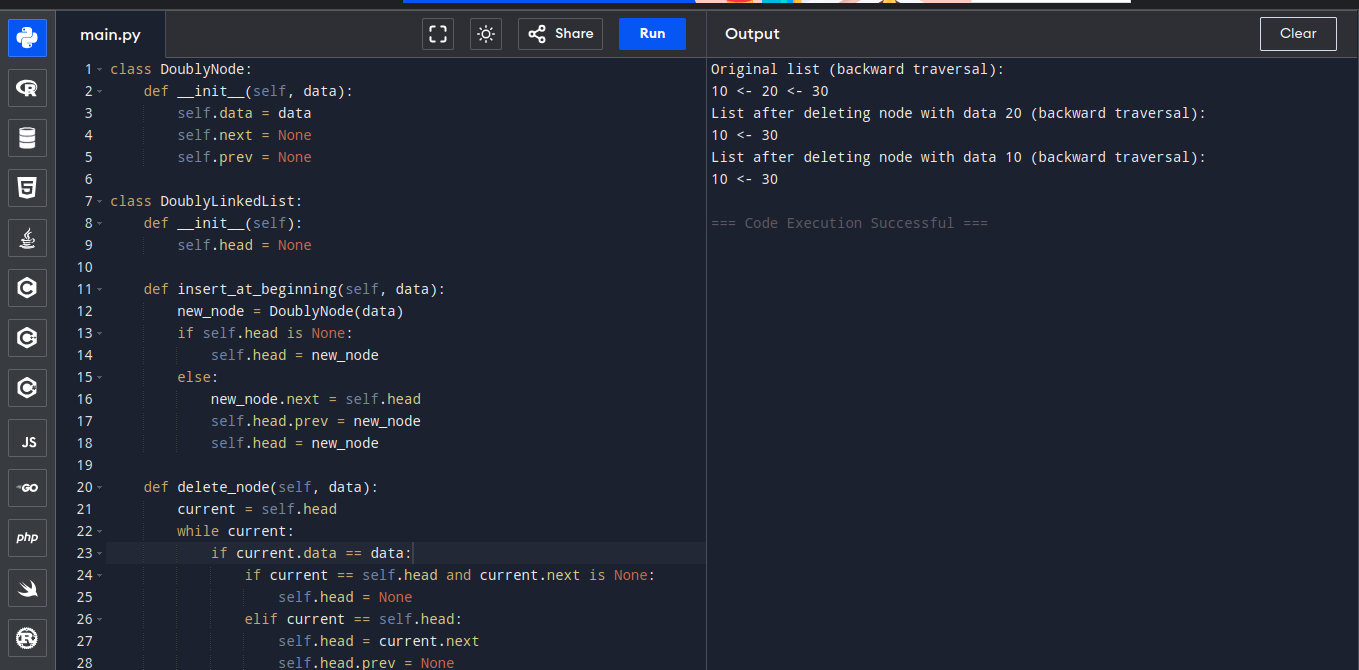 main.py
Share
Run
Output
Clear
1 class DoublyNode:
2     def __init__(self, data):
3         self.data = data
4         self.next = None
5         self.prev = None
6
7 class DoublyLinkedList:
8     def __init__(self):
9         self.head = None
10
11     def insert_at_beginning(self, data):
12         new_node = DoublyNode(data)
13         if self.head is None:
14             self.head = new_node
15         else:
16             new_node.next = self.head
17             self.head.prev = new_node
18             self.head = new_node
19
20     def delete_node(self, data):
21         current = self.head
22         while current:
23             if current.data == data:
24                 if current == self.head and current.next is None:
25                     self.head = None
26                 elif current == self.head:
27                     self.head = current.next
28                     self.head.prev = None
Original list (backward traversal):
10 <- 20 <- 30
List after deleting node with data 20 (backward traversal):
10 <- 30
List after deleting node with data 10 (backward traversal):
10 <- 30
=== Code Execution Successful ===
R
5
C
C
C
JS
GO
php
R